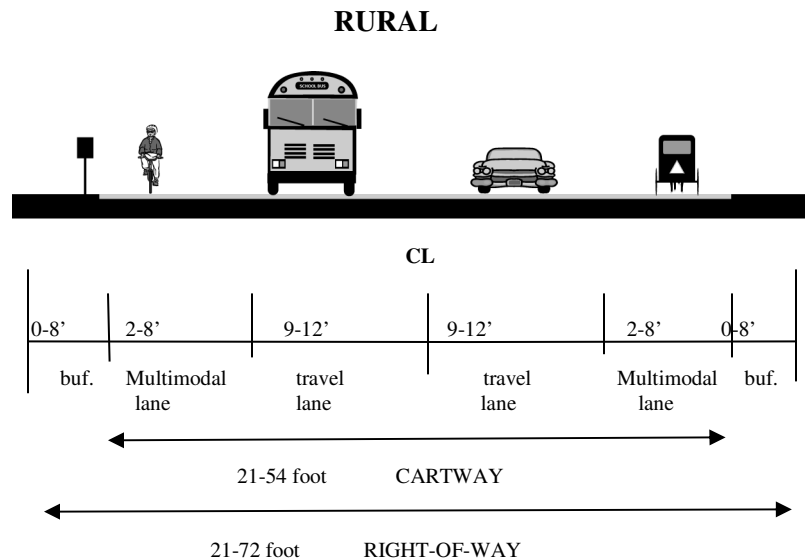 RURAL
SCHOOL BUS
CL
0-8’ 2-8’ 9-12’ 9-12’ 2-8’ 0-8’
buf. Multimodal travel travel Multimodal buf.
lane lane lane lane
21-54 foot CARTWAY
21-72 foot RIGHT-OF-WAY